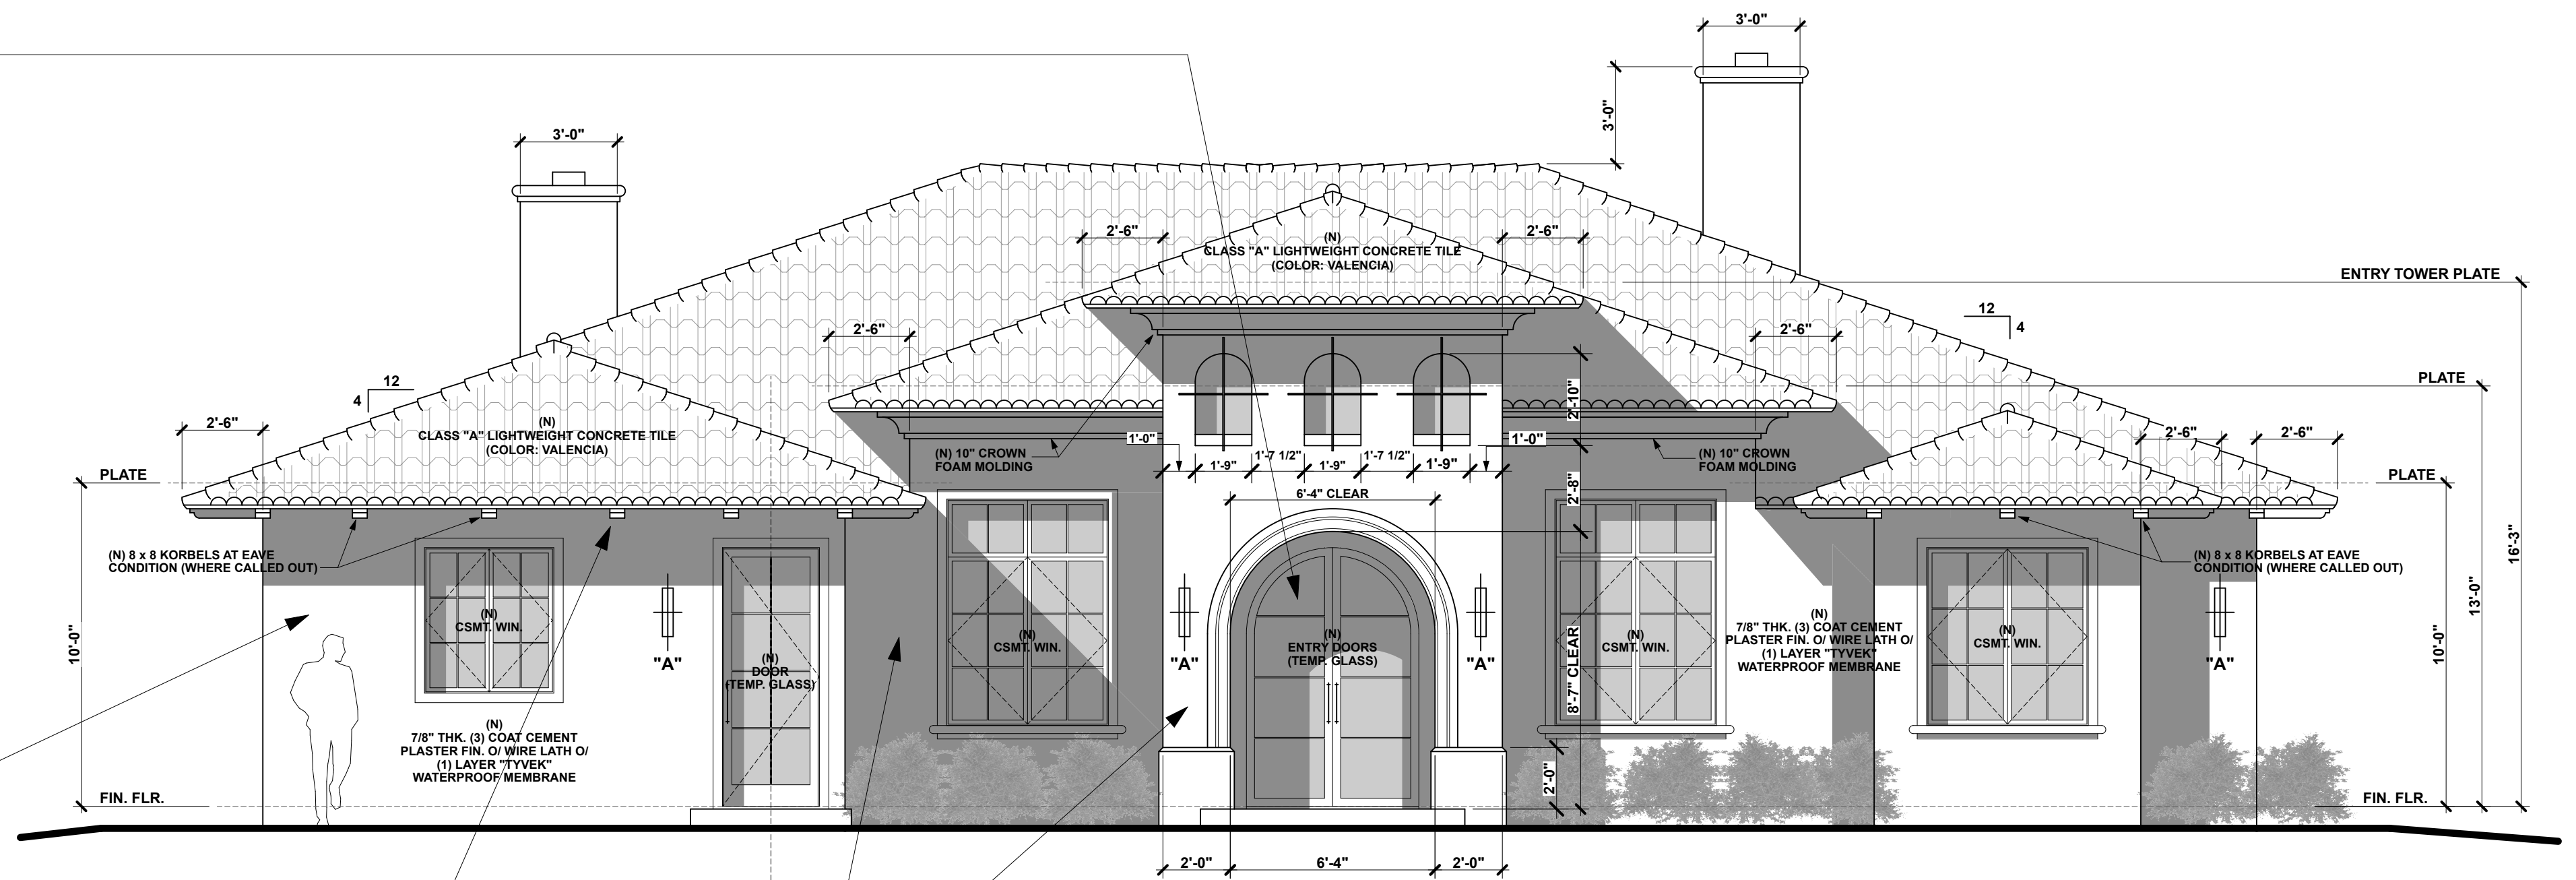 3'-0"
3'-0"
3'-0"
2'-6"
(N)
CLASS "A" LIGHTWEIGHT CONCRETE TILE
(COLOR: VALENCIA)
2'-6"
ENTRY TOWER PLATE
12
4
2'-6"
2'-6"
12
4
PLATE
2'-6"
(N)
CLASS "A" LIGHTWEIGHT CONCRETE TILE
(COLOR: VALENCIA)
2'-10"
1'-0"
1'-0"
2'-6"
2'-6"
(N) 10" CROWN
FOAM MOLDING
1'-9"
1'-7 1/2"
1'-9"
1'-7 1/2"
1'-9"
(N) 10" CROWN
FOAM MOLDING
PLATE
PLATE
6'-4" CLEAR
2'-8"
(N) 8 x 8 KORBELS AT EAVE
CONDITION (WHERE CALLED OUT)
(N) 8 x 8 KORBELS AT EAVE
CONDITION (WHERE CALLED OUT)
16'-3"
13'-0"
10'-0"
10'-0"
(N)
CSMT. WIN.
"A"
(N)
DOOR
(TEMP. GLASS)
(N)
CSMT. WIN.
"A"
(N)
ENTRY DOORS
(TEMP. GLASS)
"A"
8'-7" CLEAR
(N)
CSMT. WIN.
(N)
7/8" THK. (3) COAT CEMENT
PLASTER FIN. O/ WIRE LATH O/
(1) LAYER "TYVEK"
WATERPROOF MEMBRANE
(N)
CSMT. WIN.
"A"
(N)
7/8" THK. (3) COAT CEMENT
PLASTER FIN. O/ WIRE LATH O/
(1) LAYER "TYVEK"
WATERPROOF MEMBRANE
2'-0"
FIN. FLR.
FIN. FLR.
2'-0"
6'-4"
2'-0"